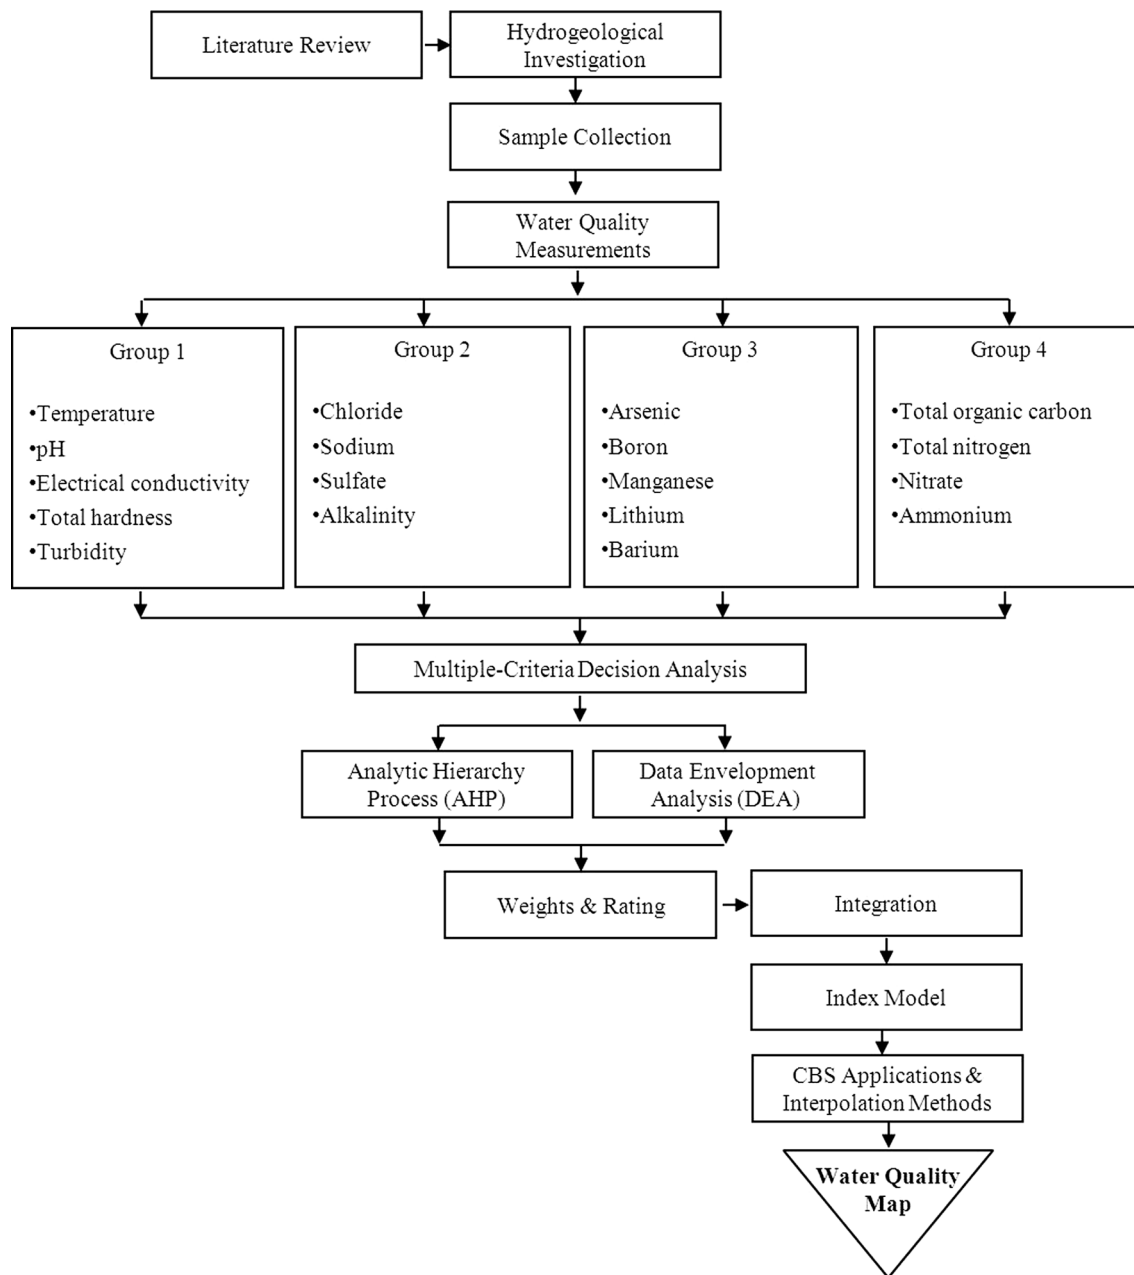 Literature Review
Hydrogeological
Investigation
Sample Collection
Water Quality
Measurements
Group 1
•Temperature
•pH
•Electrical conductivity
•Total hardness
•Turbidity
Group 2
•Chloride
•Sodium
•Sulfate
•Alkalinity
Group 3
•Arsenic
•Boron
•Manganese
•Lithium
•Barium
Group 4
•Total organic carbon
•Total nitrogen
•Nitrate
•Ammonium
Multiple-Criteria Decision Analysis
Analytic Hierarchy
Process (AHP)
Data Envelopment
Analysis (DEA)
Weights & Rating
Integration
Index Model
CBS Applications &
Interpolation Methods
Water Quality
Map